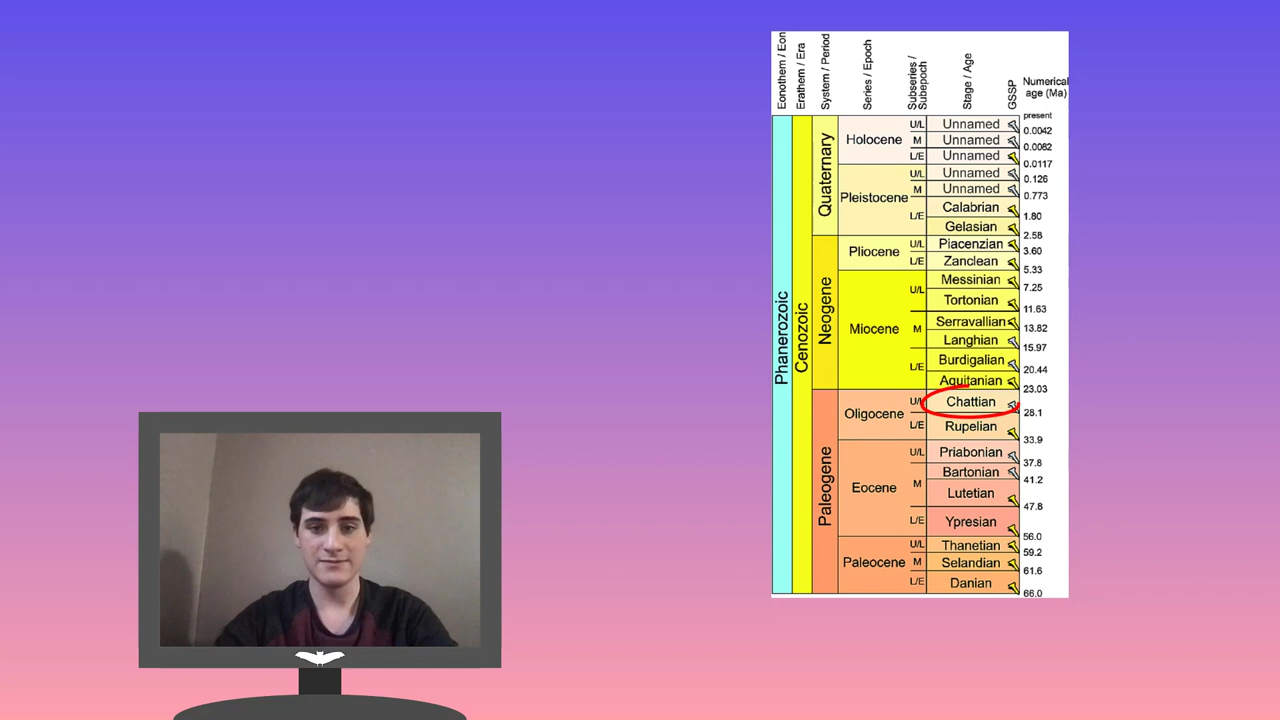 Eonothem / Eon
Erathem / Era
System / Period
Series / Epoch
Subseries /
Subepoch
Stage / Age
GSSP
Numerical
age (Ma)
Phanerozoic
Cenozoic
Quaternary
Neogene
Paleogene
present
Holocene
U/L Unnamed
0.0042
M Unnamed
0.0082
L/E Unnamed
0.0117
Pleistocene
U/L Unnamed
0.126
M Unnamed
0.773
L/E Calabrian
1.80
Gelasian
2.58
Pliocene
U/L Piacenzian
3.60
L/E Zanclean
5.33
Miocene
U/L Messinian
7.25
Tortonian
11.63
M Serravallian
13.82
Langhian
15.97
L/E Burdigalian
20.44
Aquitanian
23.03
Oligocene
U/L Chattian
28.1
L/E Rupelian
33.9
Eocene
U/L Priabonian
37.8
M Bartonian
41.2
Lutetian
47.8
L/E Ypresian
56.0
Paleocene
U/L Thanetian
59.2
M Selandian
61.6
L/E Danian
66.0